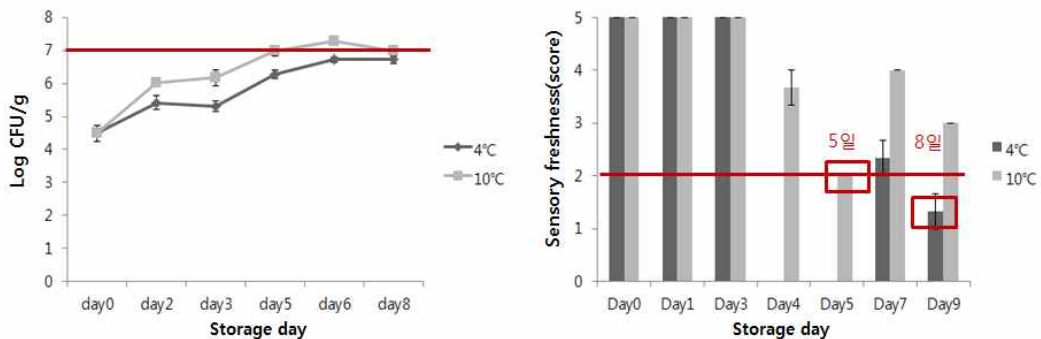 8
7
6
5
4
3
2
1
0
Log CFU/g
day0 day2 day3 day5 day6 day8
Storage day
4℃
10℃
5
4
3
2
1
0
Sensory freshness(score)
5일
8일
Day0 Day1 Day3 Day4 Day5 Day7 Day9
Storage day
4℃
10℃